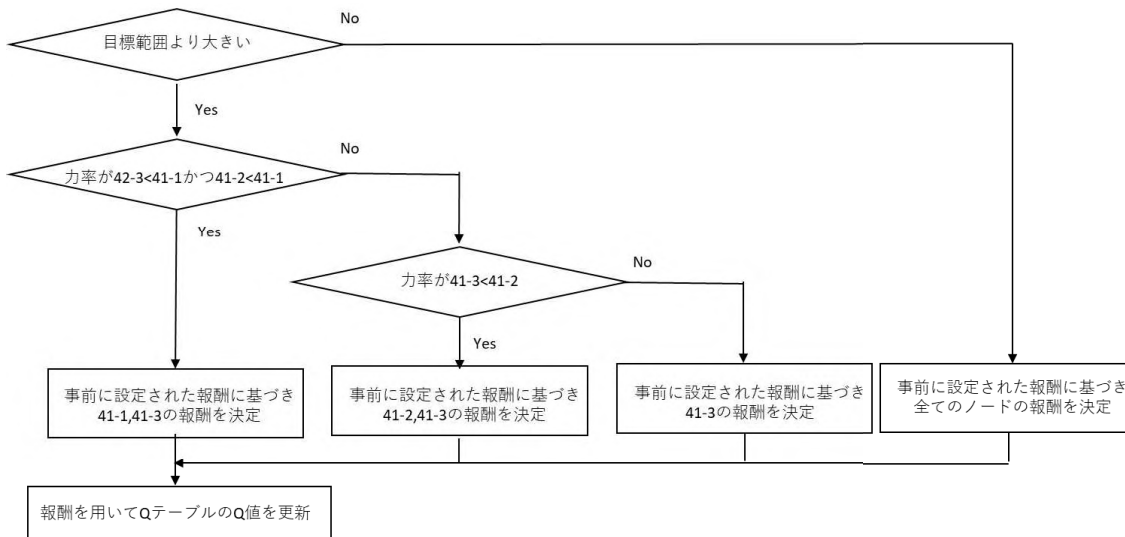 目標範囲より大きい
No
Yes
力率が42-3<41-1かつ41-2<41-1
No
Yes
力率が41-3<41-2
No
Yes
事前に設定された報酬に基づき
41-1,41-3の報酬を決定
事前に設定された報酬に基づき
41-2,41-3の報酬を決定
事前に設定された報酬に基づき
41-3の報酬を決定
事前に設定された報酬に基づき
全てのノードの報酬を決定
報酬を用いてQテーブルのQ値を更新